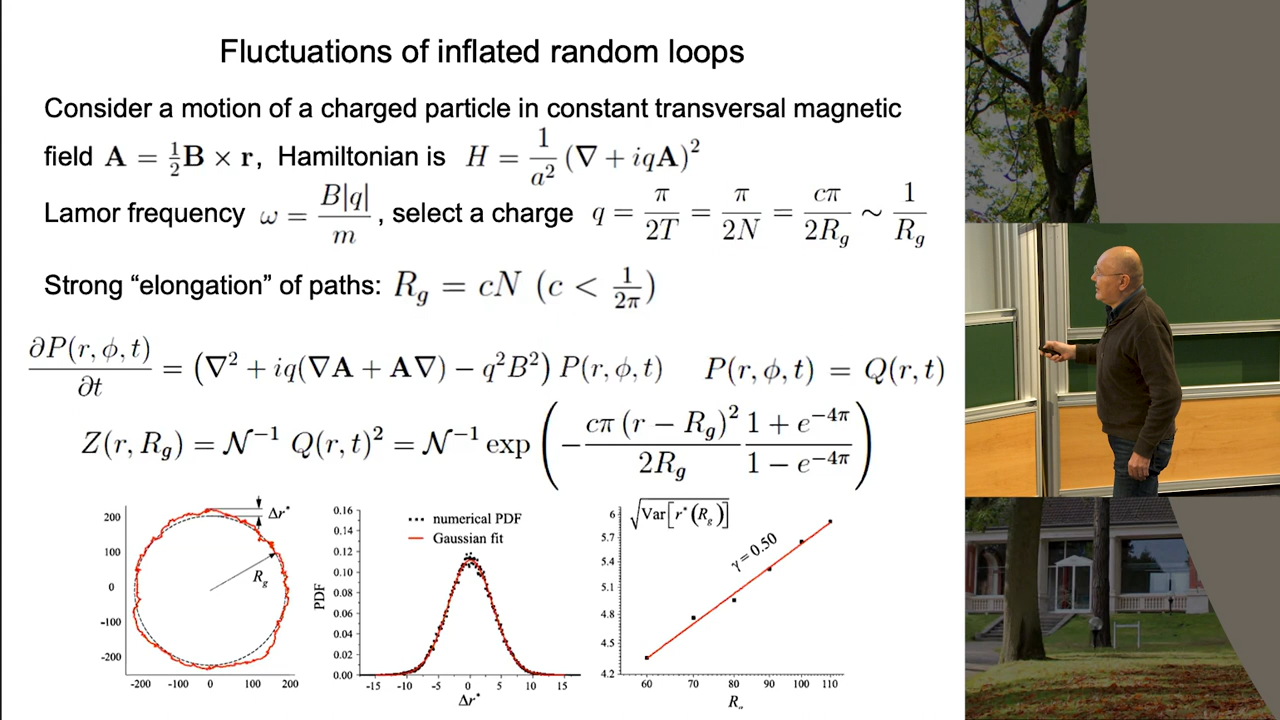 Fluctuations of inflated random loops
Consider a motion of a charged particle in constant transversal magnetic
field A = ½B × r, Hamiltonian is H = 1/a² (∇ + iqA)²
Lamor frequency ω = B|q|/m, select a charge q = π/2T = π/2N = cπ/2R_g ∼ 1/R_g
Strong “elongation” of paths: R_g = cN (c < 1/2π)
∂P(r, ϕ, t)/∂t = (∇² + iq(∇A + A∇) − q²B²) P(r, ϕ, t) P(r, ϕ, t) = Q(r, t)
Z(r, R_g) = 𝒩⁻¹ Q(r, t)² = 𝒩⁻¹ exp (− cπ (r − R_g)²/2R_g 1 + e^{−4π}/1 − e^{−4π})
200
100
0
-100
-200
-200 -100 0 100 200
Δr*
R_g
PDF
0.16
0.14
0.12
0.10
0.08
0.06
0.04
0.02
0.00
numerical PDF
Gaussian fit
-15 -10 -5 0 5 10 15
Δr*
√Var[r*(R_g)]
γ = 0.50
6
5.7
5.4
5.1
4.8
4.5
4.2
60 70 80 90 100 110